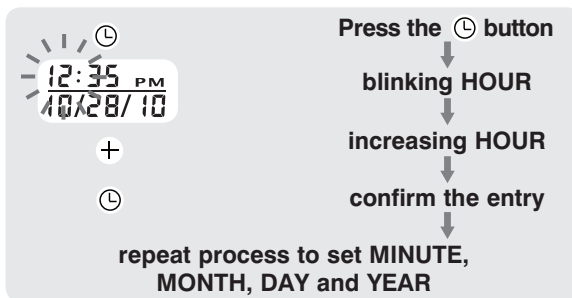 Press the button
12:35 PM
10/28/10
blinking HOUR
+
increasing HOUR
confirm the entry
repeat process to set MINUTE,
MONTH, DAY and YEAR